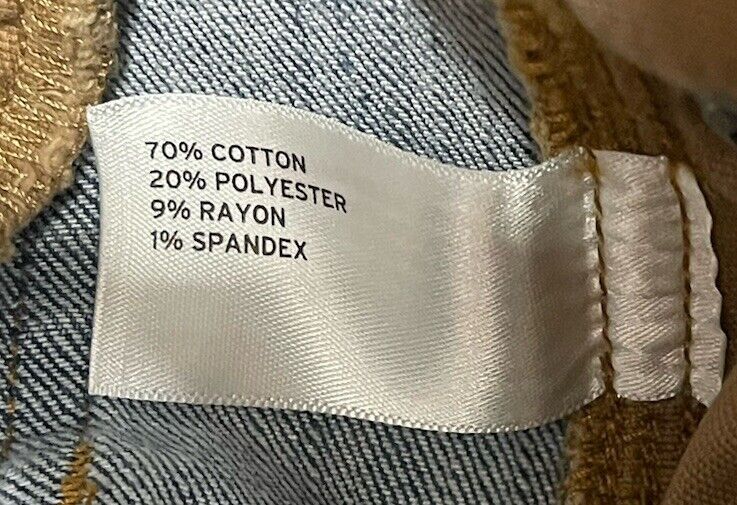 70% COTTON
20% POLYESTER
9% RAYON
1% SPANDEX